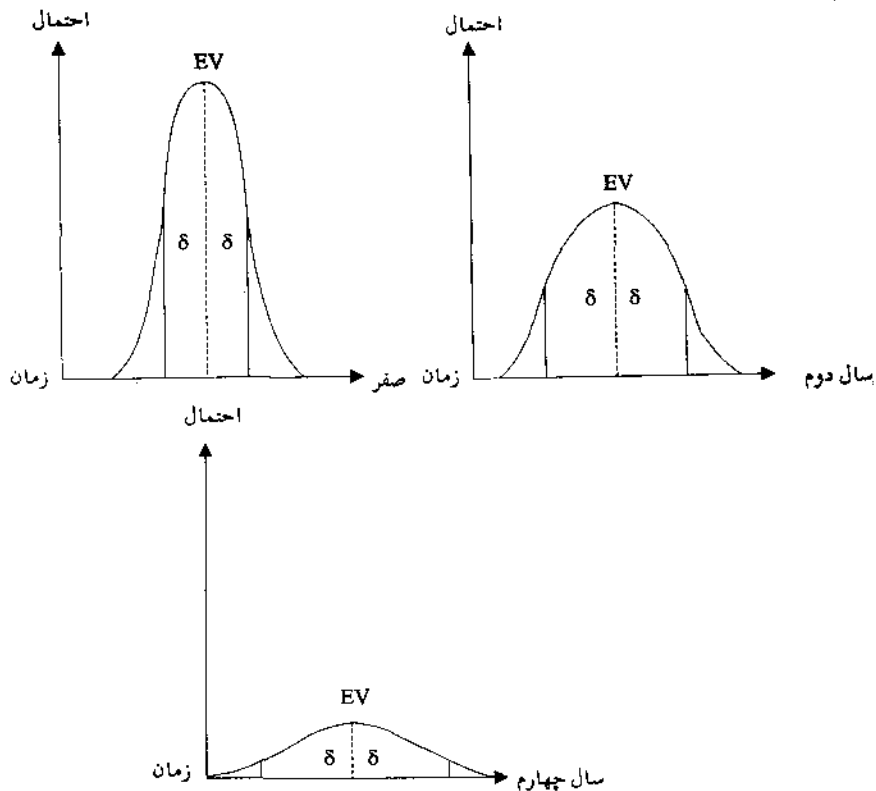 احتمال
EV
δ δ
زمان صفر
احتمال
EV
δ δ
زمان سال دوم
احتمال
EV
δ δ
زمان سال چهارم